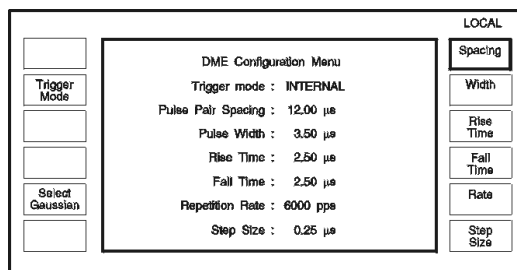 LOCAL
Spacing
DME Configuration Menu
Trigger Mode
Trigger mode : INTERNAL
Width
Pulse Pair Spacing : 12.00 µs
Pulse Width : 3.50 µs
Rise Time
Rise Time : 2.50 µs
Fall Time
Fall Time : 2.50 µs
Select Gaussian
Repetition Rate : 6000 pps
Rate
Step Size : 0.25 µs
Step Size